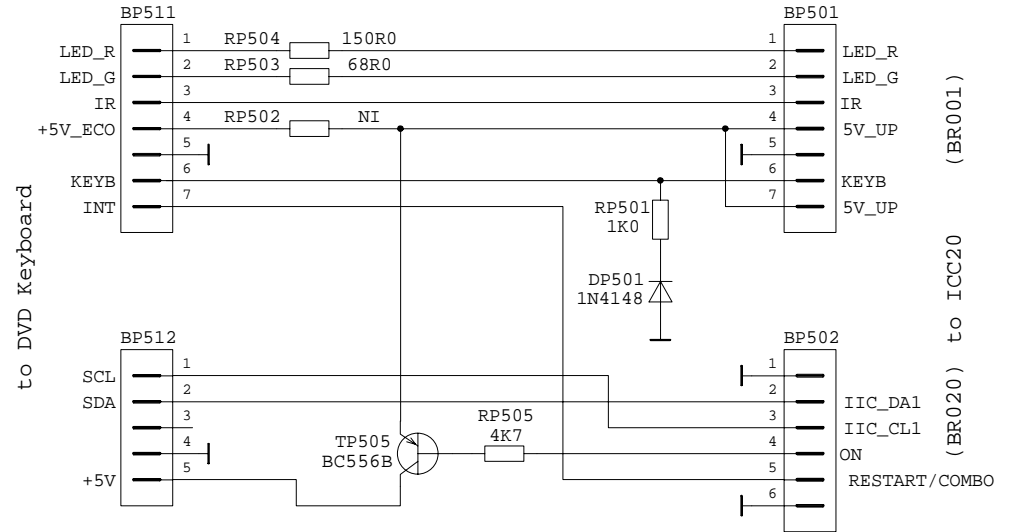 BP511
BP501
1 RP504 150R0 1
LED_R LED_R
2 RP503 68R0 2
LED_G LED_G
3 3
IR IR
4 RP502 NI 4
+5V_ECO 5V_UP
5 5
6 6
KEYB KEYB
7 7
INT 5V_UP
RP501
1K0
DP501
1N4148
to DVD Keyboard
(BR001)
(BR020) to ICC20
BP512
BP502
1 1
SCL
2 2
SDA IIC_DA1
3 3
IIC_CL1
4 4
ON
5 5
+5V RESTART/COMBO
6
RP505
4K7
TP505
BC556B